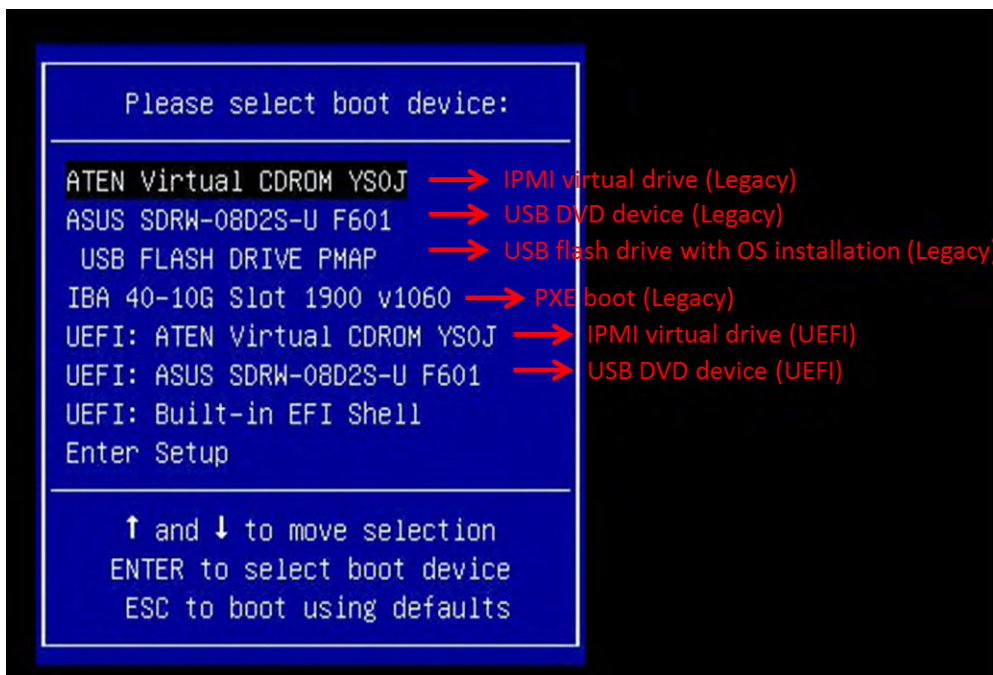 Please select boot device:
ATEN Virtual CDROM YS0J IPMI virtual drive (Legacy)
ASUS SDRW-08D2S-U F601 USB DVD device (Legacy)
USB FLASH DRIVE PMAP USB flash drive with OS installation (Legacy)
IBA 40-10G Slot 1900 v1060 PXE boot (Legacy)
UEFI: ATEN Virtual CDROM YS0J IPMI virtual drive (UEFI)
UEFI: ASUS SDRW-08D2S-U F601 USB DVD device (UEFI)
UEFI: Built-in EFI Shell
Enter Setup
↑ and ↓ to move selection
ENTER to select boot device
ESC to boot using defaults